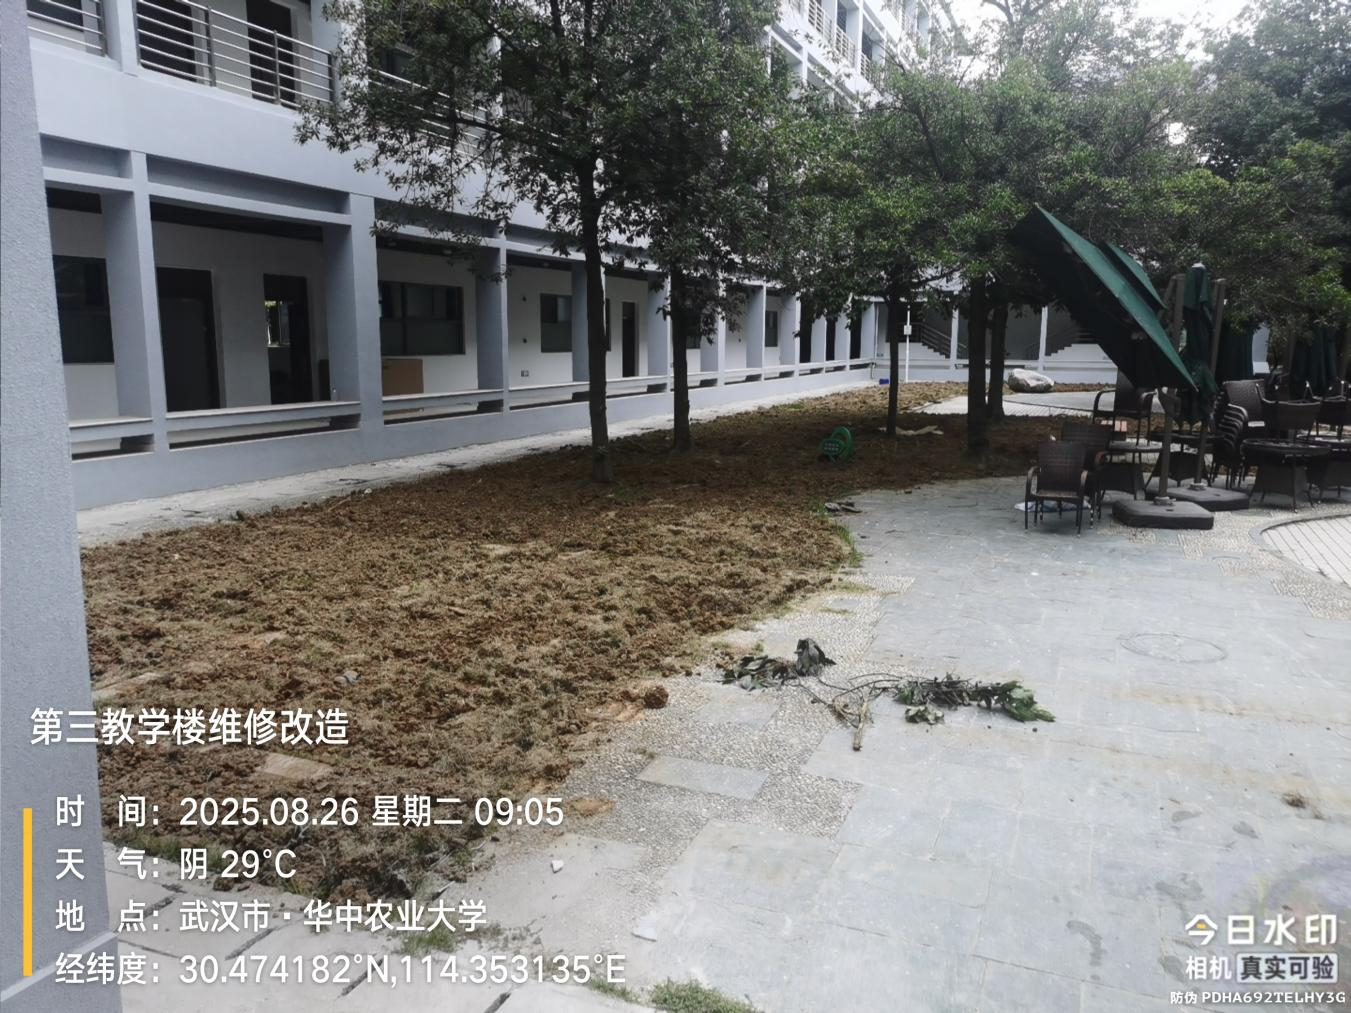 第三教学楼维修改造
时 间：2025.08.26 星期二 09:05
天 气：阴 29°C
地 点：武汉市·华中农业大学
经纬度：30.474182°N,114.353135°E
今日水印
相机 真实可验
防伪 PDHA692TELHY3G